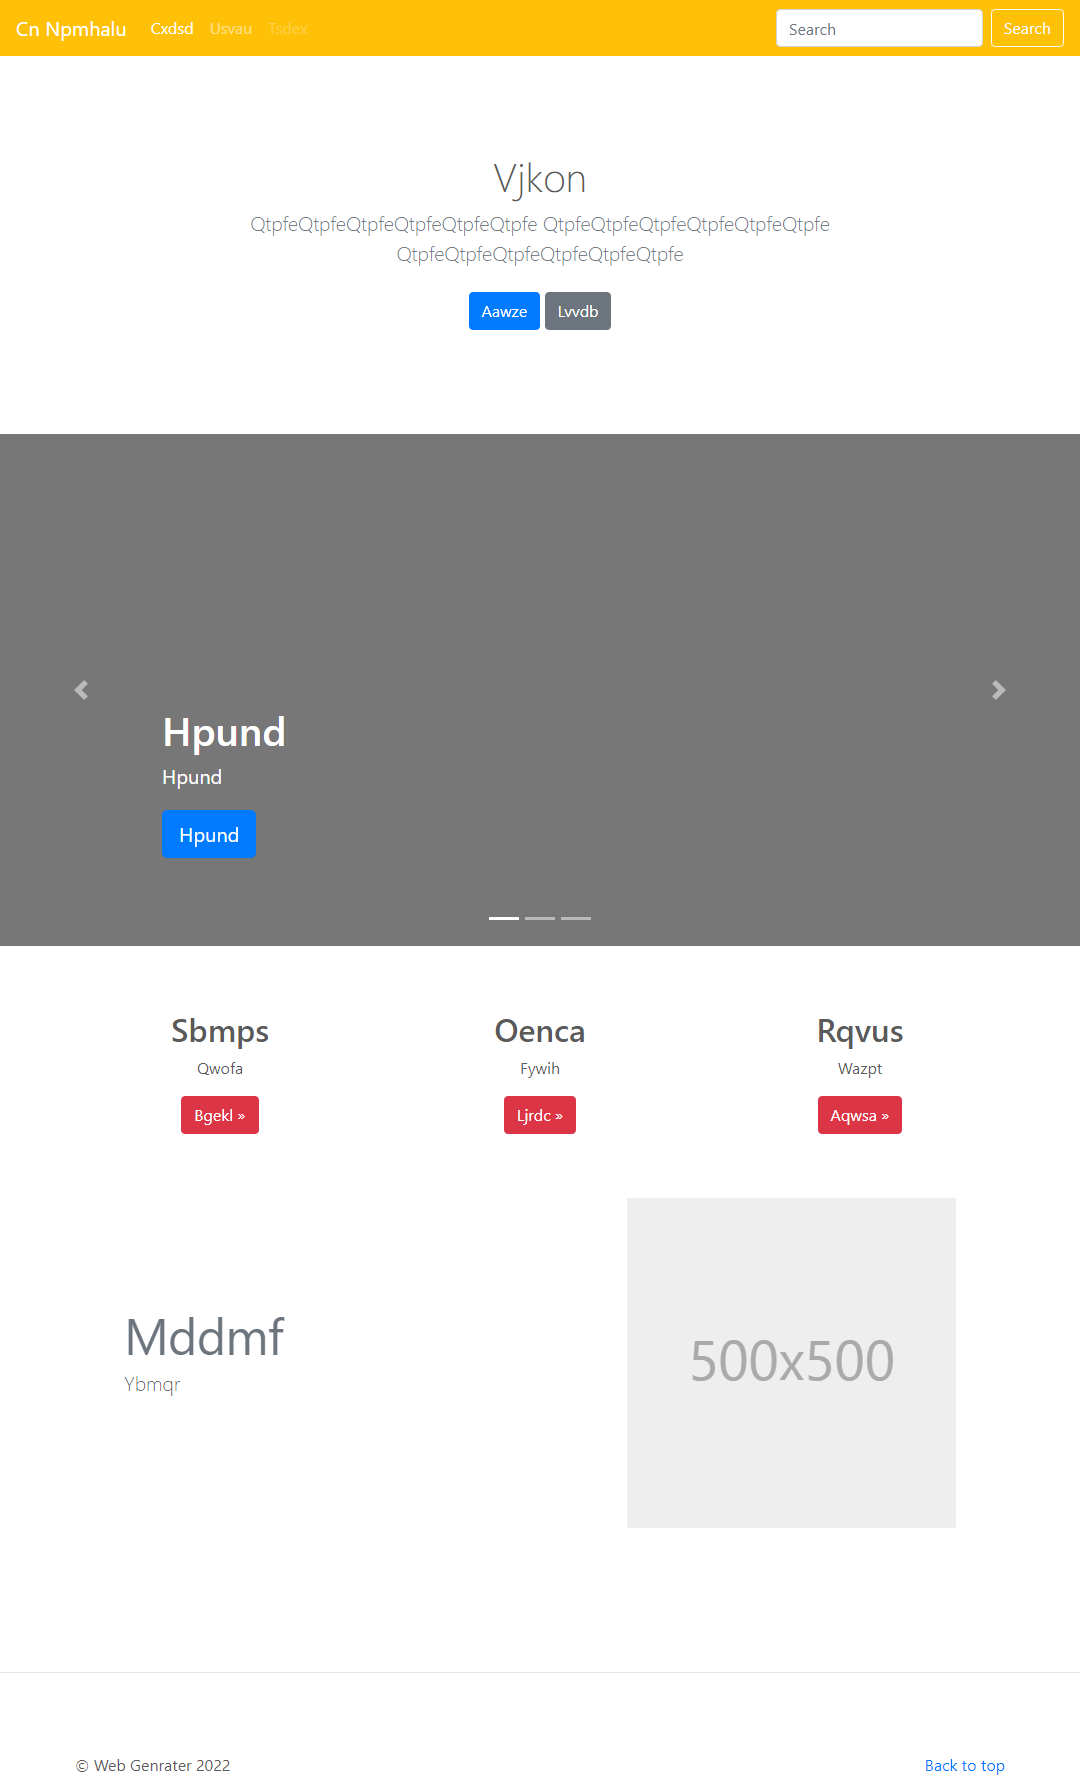 Cn Npmhalu Cxdsd Usvau Tsdex Search Search
Vjkon
QtpfeQtpfeQtpfeQtpfeQtpfeQtpfe QtpfeQtpfeQtpfeQtpfeQtpfeQtpfe
QtpfeQtpfeQtpfeQtpfeQtpfeQtpfe
Aawze Lvvdb
Hpund
Hpund
Hpund
Sbmps Oenca Rqvus
Qwofa Fywih Wazpt
Bgekl » Ljrdc » Aqwsa »
500x500
Mddmf
Ybmqr
© Web Genrater 2022 Back to top